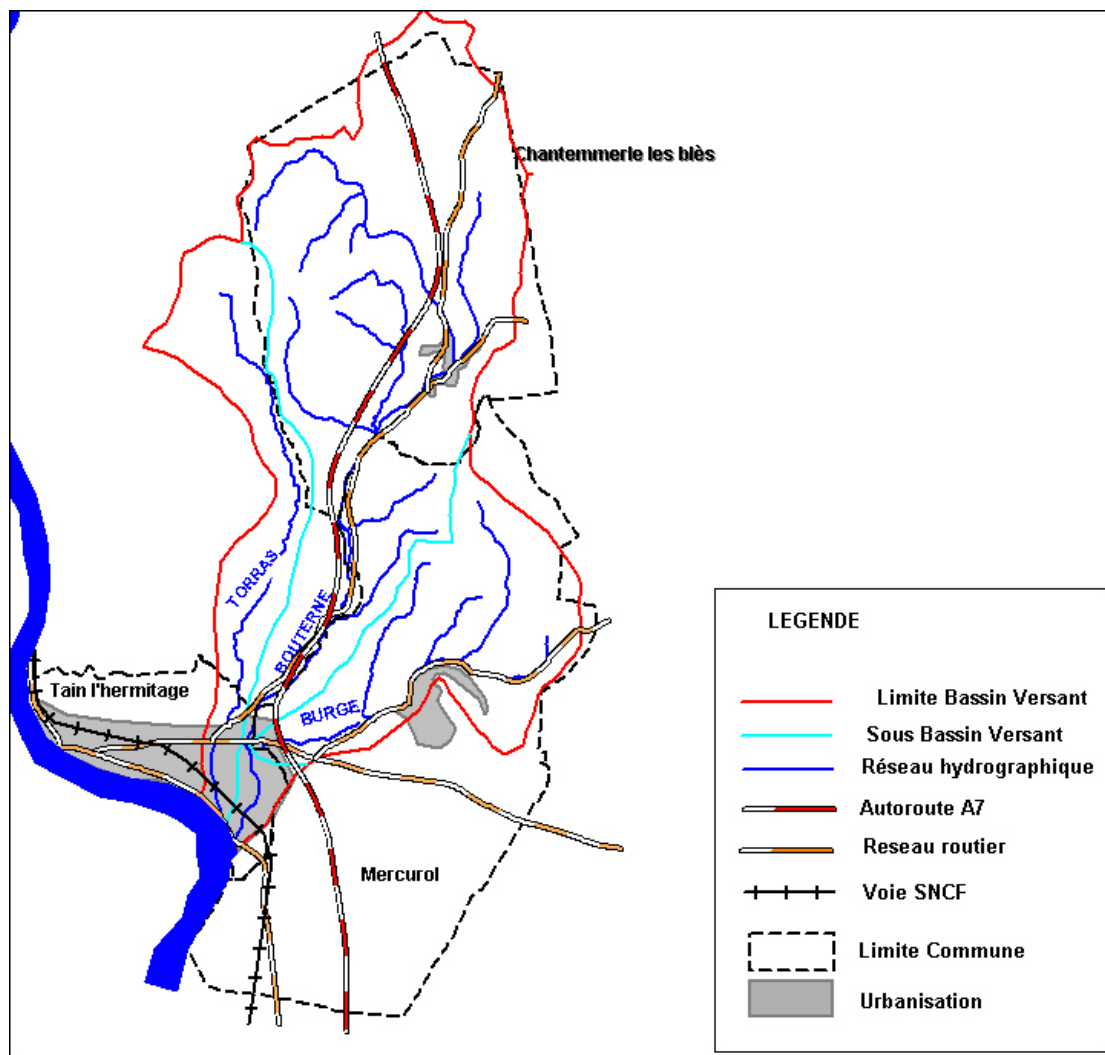 Chantemmerle les blès
TORRAS
BOUTERNE
BURGE
Tain l'hermitage
Mercurol
LEGENDE
Limite Bassin Versant
Sous Bassin Versant
Réseau hydrographique
Autoroute A7
Reseau routier
Voie SNCF
Limite Commune
Urbanisation